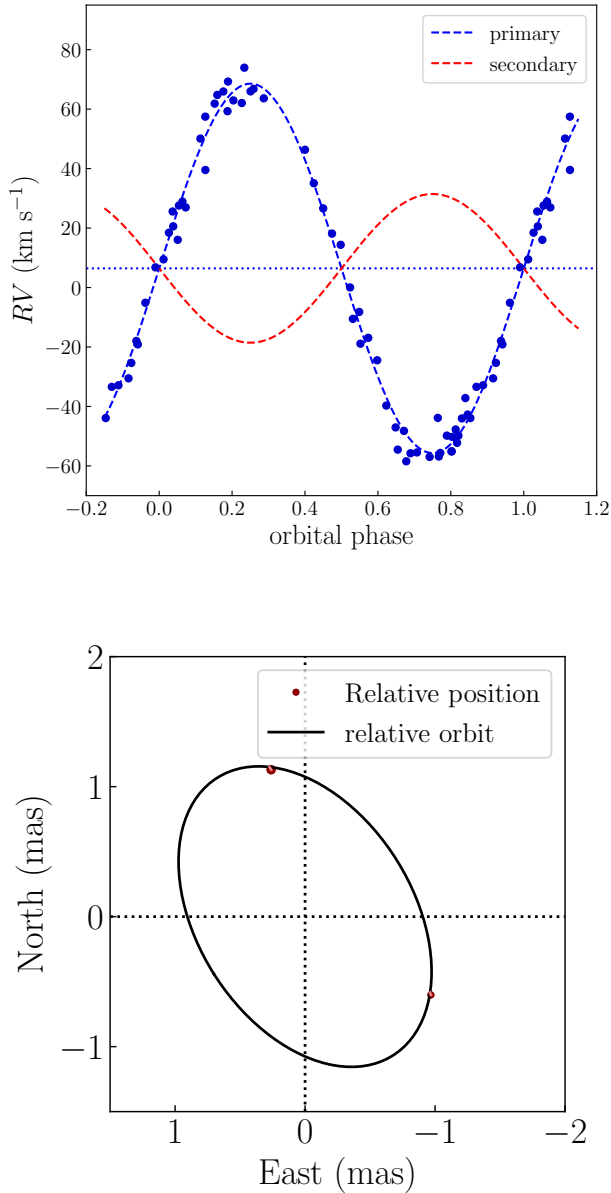 primary
secondary
80
60
40
20
0
−20
−40
−60
RV (km s⁻¹)
−0.2 0.0 0.2 0.4 0.6 0.8 1.0 1.2
orbital phase
2
Relative position
relative orbit
1
0
−1
North (mas)
1 0 −1 −2
East (mas)